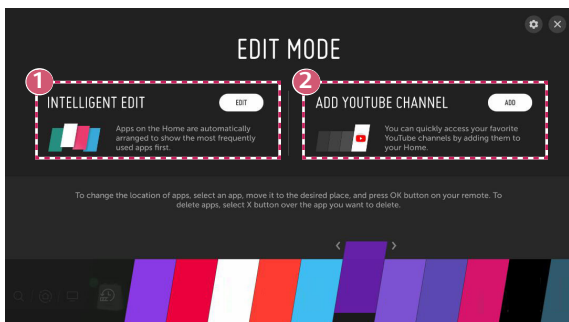 EDIT MODE
1
INTELLIGENT EDIT
EDIT
Apps on the Home are automatically
arranged to show the most frequently
used apps first.
2
ADD YOUTUBE CHANNEL
ADD
You can quickly access your favorite
YouTube channels by adding them to
your Home.
To change the location of apps, select an app, move it to the desired place, and press OK button on your remote. To
delete apps, select X button over the app you want to delete.